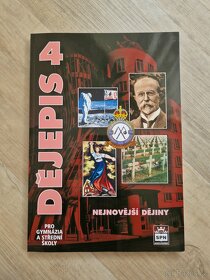 DĚJEPIS 4
NEJNOVĚJŠÍ DĚJINY
PRO
GYMNÁZIA
A STŘEDNÍ
ŠKOLY
SPN